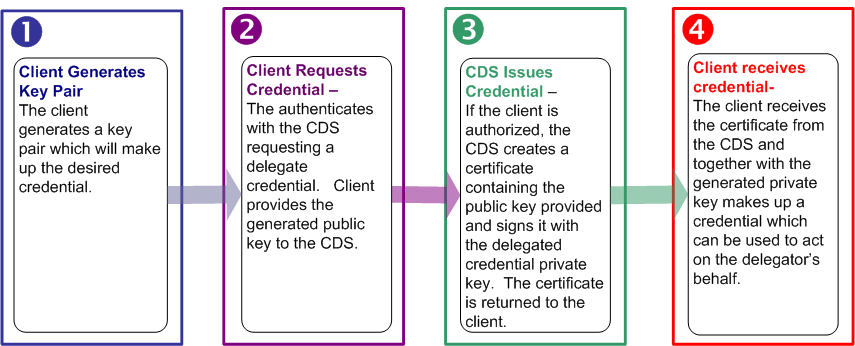 1
Client Generates
Key Pair
The client
generates a key
pair which will make
up the desired
credential.
2
Client Requests
Credential –
The authenticates
with the CDS
requesting a
delegate
credential.   Client
provides the
generated public
key to the CDS.
3
CDS Issues
Credential –
If the client is
authorized, the
CDS creates a
certificate
containing the
public key provided
and signs it with
the delegated
credential private
key.  The certificate
is returned to the
client.
4
Client receives
credential-
The client receives
the certificate from
the CDS and
together with the
generated private
key makes up a
credential which
can be used to act
on the delegator’s
behalf.